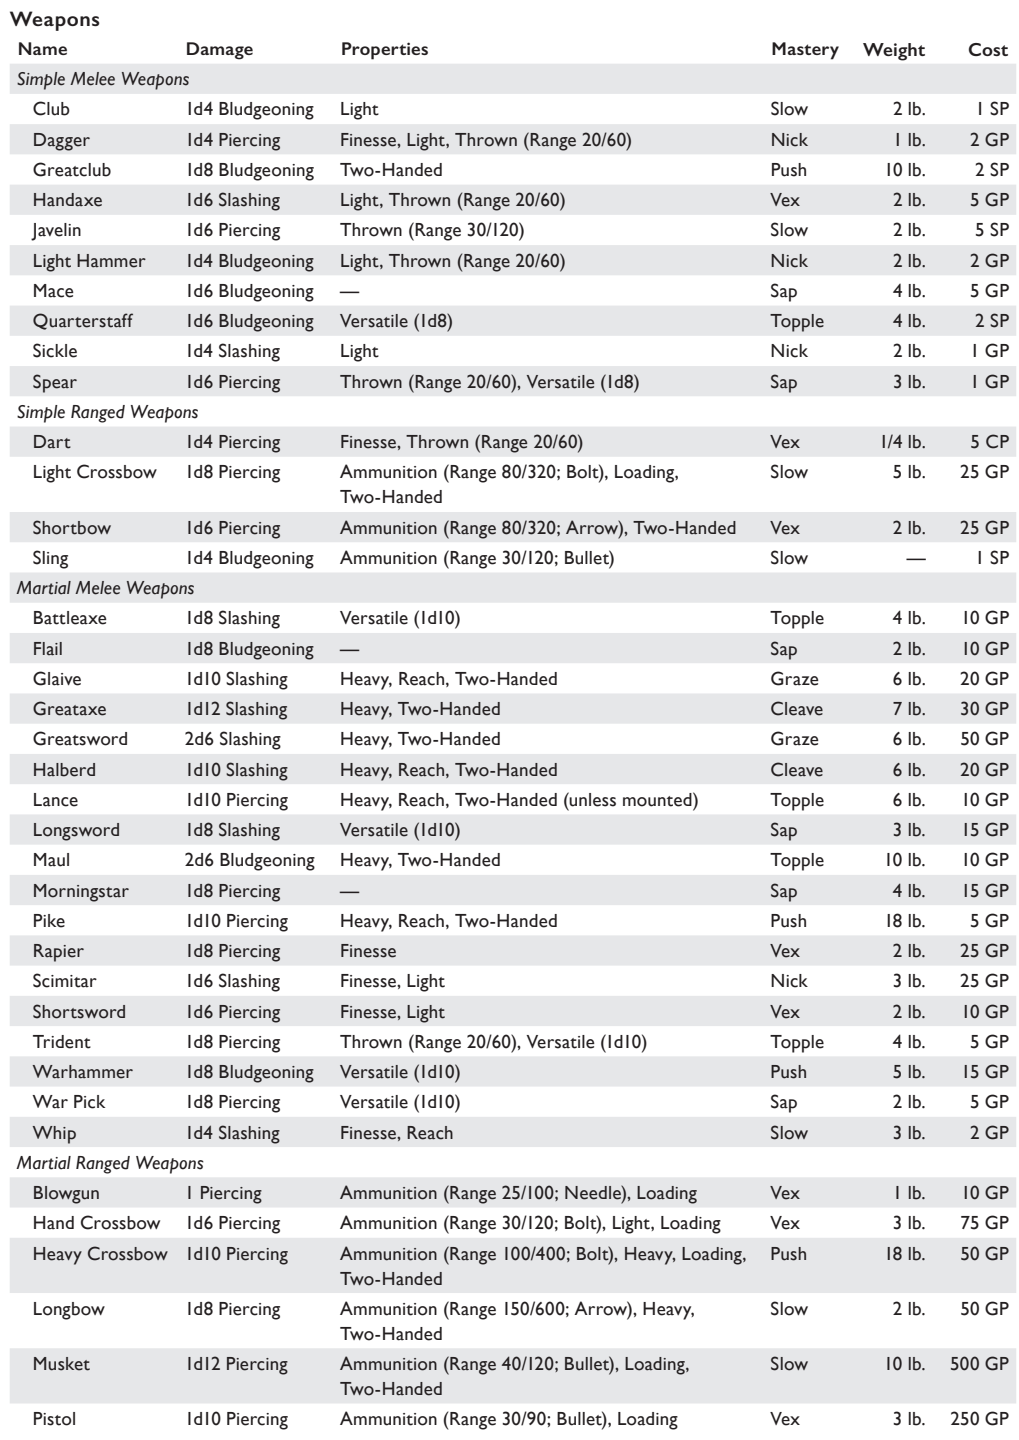 Weapons
Name Damage Properties Mastery Weight Cost
Simple Melee Weapons
Club 1d4 Bludgeoning Light Slow 2 lb. 1 SP
Dagger 1d4 Piercing Finesse, Light, Thrown (Range 20/60) Nick 1 lb. 2 GP
Greatclub 1d8 Bludgeoning Two-Handed Push 10 lb. 2 SP
Handaxe 1d6 Slashing Light, Thrown (Range 20/60) Vex 2 lb. 5 GP
Javelin 1d6 Piercing Thrown (Range 30/120) Slow 2 lb. 5 SP
Light Hammer 1d4 Bludgeoning Light, Thrown (Range 20/60) Nick 2 lb. 2 GP
Mace 1d6 Bludgeoning — Sap 4 lb. 5 GP
Quarterstaff 1d6 Bludgeoning Versatile (1d8) Topple 4 lb. 2 SP
Sickle 1d4 Slashing Light Nick 2 lb. 1 GP
Spear 1d6 Piercing Thrown (Range 20/60), Versatile (1d8) Sap 3 lb. 1 GP
Simple Ranged Weapons
Dart 1d4 Piercing Finesse, Thrown (Range 20/60) Vex 1/4 lb. 5 CP
Light Crossbow 1d8 Piercing Ammunition (Range 80/320; Bolt), Loading, Slow 5 lb. 25 GP
Two-Handed
Shortbow 1d6 Piercing Ammunition (Range 80/320; Arrow), Two-Handed Vex 2 lb. 25 GP
Sling 1d4 Bludgeoning Ammunition (Range 30/120; Bullet) Slow — 1 SP
Martial Melee Weapons
Battleaxe 1d8 Slashing Versatile (1d10) Topple 4 lb. 10 GP
Flail 1d8 Bludgeoning — Sap 2 lb. 10 GP
Glaive 1d10 Slashing Heavy, Reach, Two-Handed Graze 6 lb. 20 GP
Greataxe 1d12 Slashing Heavy, Two-Handed Cleave 7 lb. 30 GP
Greatsword 2d6 Slashing Heavy, Two-Handed Graze 6 lb. 50 GP
Halberd 1d10 Slashing Heavy, Reach, Two-Handed Cleave 6 lb. 20 GP
Lance 1d10 Piercing Heavy, Reach, Two-Handed (unless mounted) Topple 6 lb. 10 GP
Longsword 1d8 Slashing Versatile (1d10) Sap 3 lb. 15 GP
Maul 2d6 Bludgeoning Heavy, Two-Handed Topple 10 lb. 10 GP
Morningstar 1d8 Piercing — Sap 4 lb. 15 GP
Pike 1d10 Piercing Heavy, Reach, Two-Handed Push 18 lb. 5 GP
Rapier 1d8 Piercing Finesse Vex 2 lb. 25 GP
Scimitar 1d6 Slashing Finesse, Light Nick 3 lb. 25 GP
Shortsword 1d6 Piercing Finesse, Light Vex 2 lb. 10 GP
Trident 1d8 Piercing Thrown (Range 20/60), Versatile (1d10) Topple 4 lb. 5 GP
Warhammer 1d8 Bludgeoning Versatile (1d10) Push 5 lb. 15 GP
War Pick 1d8 Piercing Versatile (1d10) Sap 2 lb. 5 GP
Whip 1d4 Slashing Finesse, Reach Slow 3 lb. 2 GP
Martial Ranged Weapons
Blowgun 1 Piercing Ammunition (Range 25/100; Needle), Loading Vex 1 lb. 10 GP
Hand Crossbow 1d6 Piercing Ammunition (Range 30/120; Bolt), Light, Loading Vex 3 lb. 75 GP
Heavy Crossbow 1d10 Piercing Ammunition (Range 100/400; Bolt), Heavy, Loading, Push 18 lb. 50 GP
Two-Handed
Longbow 1d8 Piercing Ammunition (Range 150/600; Arrow), Heavy, Slow 2 lb. 50 GP
Two-Handed
Musket 1d12 Piercing Ammunition (Range 40/120; Bullet), Loading, Slow 10 lb. 500 GP
Two-Handed
Pistol 1d10 Piercing Ammunition (Range 30/90; Bullet), Loading Vex 3 lb. 250 GP